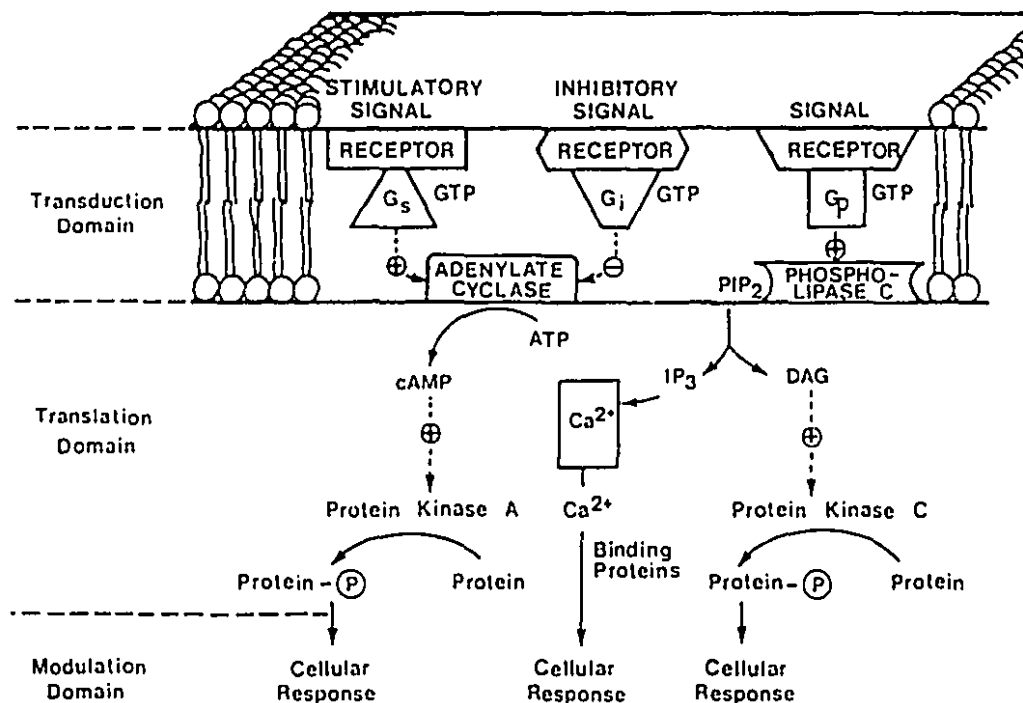 STIMULATORY
SIGNAL
INHIBITORY
SIGNAL
SIGNAL
RECEPTOR
RECEPTOR
RECEPTOR
Transduction
Domain
Gs GTP
Gi GTP
Gp GTP
+
−
+
ADENYLATE
CYCLASE
PIP2
PHOSPHO-
LIPASE C
ATP
cAMP
IP3
DAG
Translation
Domain
+
Ca2+
+
Protein Kinase A
Ca2+
Protein Kinase C
Binding
Proteins
Protein - P
Protein
Protein - P
Protein
Modulation
Domain
Cellular
Response
Cellular
Response
Cellular
Response